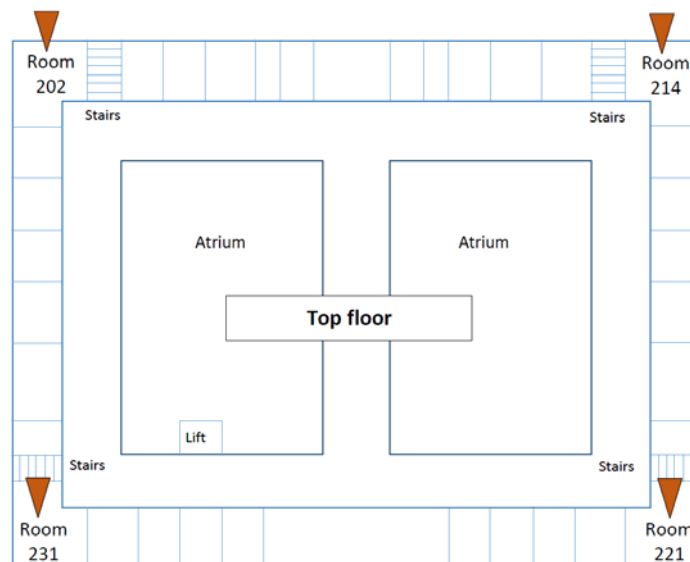 Room
202
Room
214
Stairs
Stairs
Atrium
Atrium
Top floor
Lift
Stairs
Stairs
Room
231
Room
221